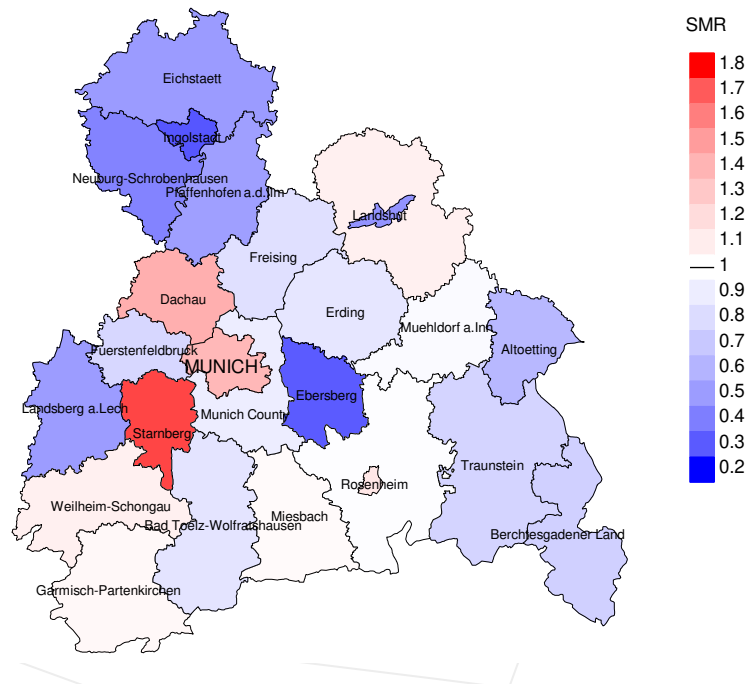 SMR
1.8
1.7
1.6
1.5
1.4
1.3
1.2
1.1
1
0.9
0.8
0.7
0.6
0.5
0.4
0.3
0.2
Eichstaett
Ingolstadt
Neuburg-Schrobenhausen
Pfaffenhofen a.d.Ilm
Landshut
Freising
Dachau
Erding
Muehldorf a.Inn
Fuerstenfeldbruck
Altoetting
MUNICH
Ebersberg
Landsberg a.Lech
Munich County
Starnberg
Traunstein
Rosenheim
Weilheim-Schongau
Miesbach
Bad Toelz-Wolfratshausen
Berchtesgadener Land
Garmisch-Partenkirchen